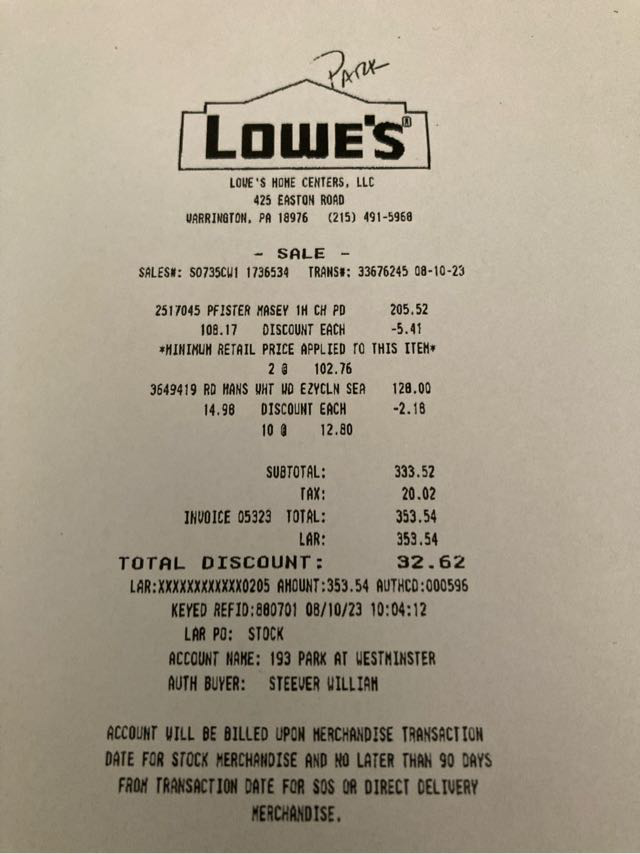 PARK
LOWE'S®
LOWE'S HOME CENTERS, LLC
425 EASTON ROAD
WARRINGTON, PA 18976 (215) 491-5968
- SALE -
SALES#: SO735CW1 1736534 TRANS#: 33676245 08-10-23
2517045 PFISTER MASEY 1H CH PD 205.52
108.17 DISCOUNT EACH -5.41
*MINIMUM RETAIL PRICE APPLIED TO THIS ITEM*
2 @ 102.76
3649419 RD MANS WHT WD EZYCLN SEA 128.00
14.98 DISCOUNT EACH -2.18
10 @ 12.80
SUBTOTAL: 333.52
TAX: 20.02
INVOICE 05323 TOTAL: 353.54
LAR: 353.54
TOTAL DISCOUNT: 32.62
LAR:XXXXXXXXXXXX0205 AMOUNT:353.54 AUTHCD:000596
KEYED REFID:880701 08/10/23 10:04:12
LAR PO: STOCK
ACCOUNT NAME: 193 PARK AT WESTMINSTER
AUTH BUYER: STEEVER WILLIAM
ACCOUNT WILL BE BILLED UPON MERCHANDISE TRANSACTION
DATE FOR STOCK MERCHANDISE AND NO LATER THAN 90 DAYS
FROM TRANSACTION DATE FOR SOS OR DIRECT DELIVERY
MERCHANDISE.